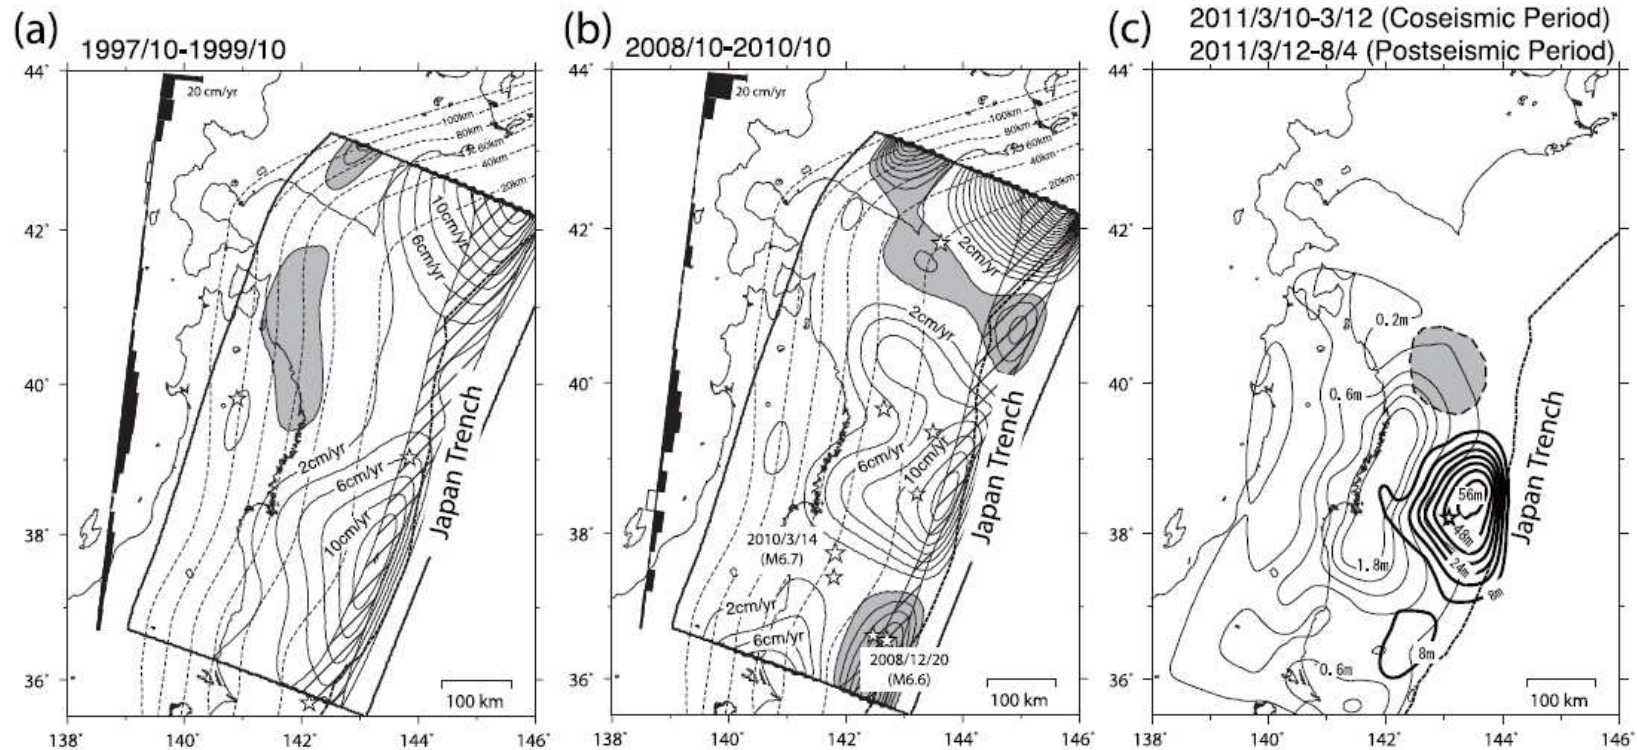 (a)
1997/10-1999/10
20 cm/yr
100km
80km
60km
40km
20km
10cm/yr
6cm/yr
2cm/yr
6cm/yr
10cm/yr
Japan Trench
100 km
44°
42°
40°
38°
36°
138°
140°
142°
144°
146°
(b)
2008/10-2010/10
20 cm/yr
100km
80km
60km
40km
20km
2cm/yr
2cm/yr
6cm/yr
10cm/yr
2010/3/14
(M6.7)
2cm/yr
6cm/yr
2008/12/20
(M6.6)
Japan Trench
100 km
44°
42°
40°
38°
36°
138°
140°
142°
144°
146°
(c)
2011/3/10-3/12 (Coseismic Period)
2011/3/12-8/4 (Postseismic Period)
0.2m
0.6m
56m
48m
24m
1.8m
8m
8m
0.6m
Japan Trench
100 km
44°
42°
40°
38°
36°
138°
140°
142°
144°
146°